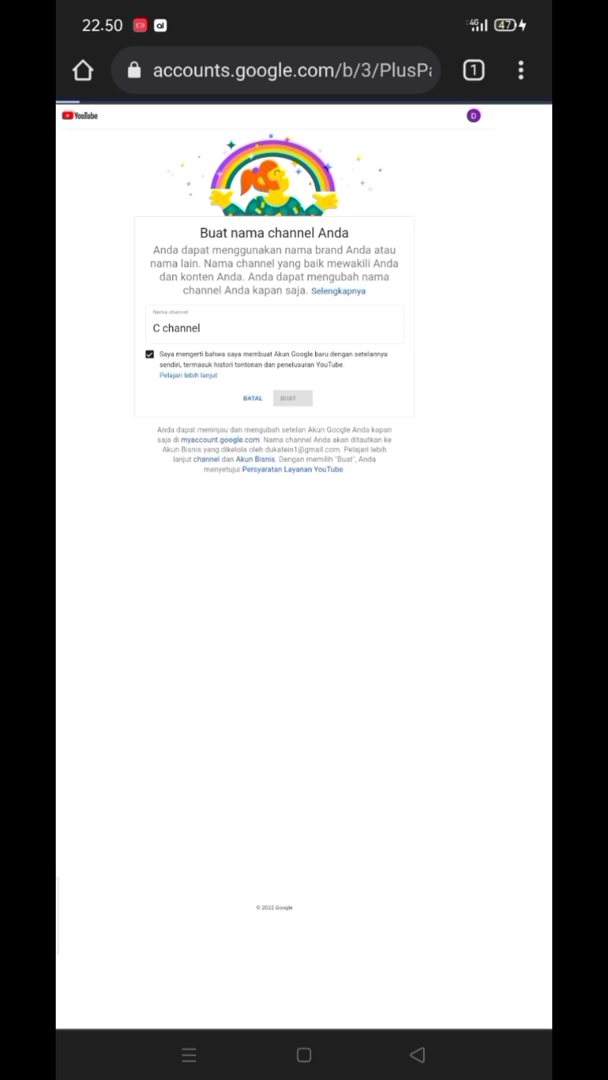 22.50
4G
47
accounts.google.com/b/3/PlusPa
1
YouTube
D
Buat nama channel Anda
Anda dapat menggunakan nama brand Anda atau
nama lain. Nama channel yang baik mewakili Anda
dan konten Anda. Anda dapat mengubah nama
channel Anda kapan saja. Selengkapnya
Nama channel
C channel
Saya mengerti bahwa saya membuat Akun Google baru dengan setelannya
sendiri, termasuk histori tontonan dan penelusuran YouTube.
Pelajari lebih lanjut
BATAL BUAT
Anda dapat meninjau dan mengubah setelan Akun Google Anda kapan
saja di myaccount.google.com. Nama channel Anda akan ditautkan ke
Akun Bisnis yang dikelola oleh dukatein1@gmail.com. Pelajari lebih
lanjut channel dan Akun Bisnis. Dengan memilih "Buat", Anda
menyetujui Persyaratan Layanan YouTube.
© 2022 Google